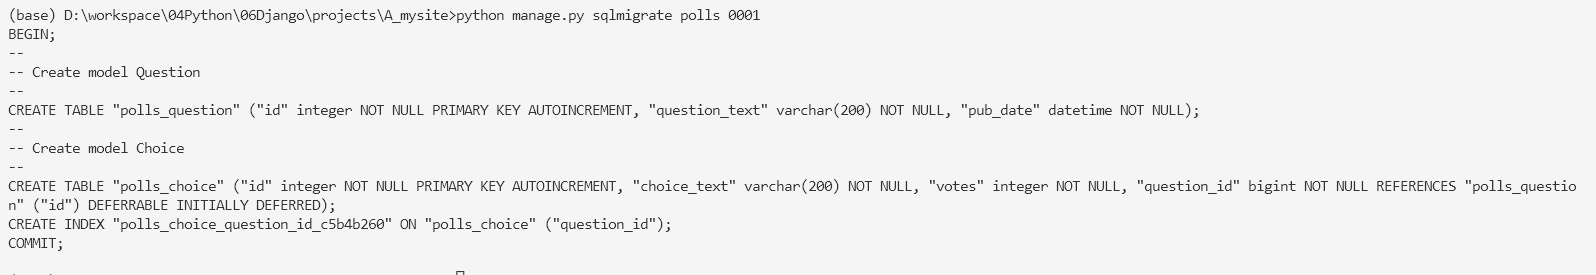 (base) D:\workspace\04Python\06Django\projects\A_mysite>python manage.py sqlmigrate polls 0001
BEGIN;
--
-- Create model Question
--
CREATE TABLE "polls_question" ("id" integer NOT NULL PRIMARY KEY AUTOINCREMENT, "question_text" varchar(200) NOT NULL, "pub_date" datetime NOT NULL);
--
-- Create model Choice
--
CREATE TABLE "polls_choice" ("id" integer NOT NULL PRIMARY KEY AUTOINCREMENT, "choice_text" varchar(200) NOT NULL, "votes" integer NOT NULL, "question_id" bigint NOT NULL REFERENCES "polls_questio
n" ("id") DEFERRABLE INITIALLY DEFERRED);
CREATE INDEX "polls_choice_question_id_c5b4b260" ON "polls_choice" ("question_id");
COMMIT;